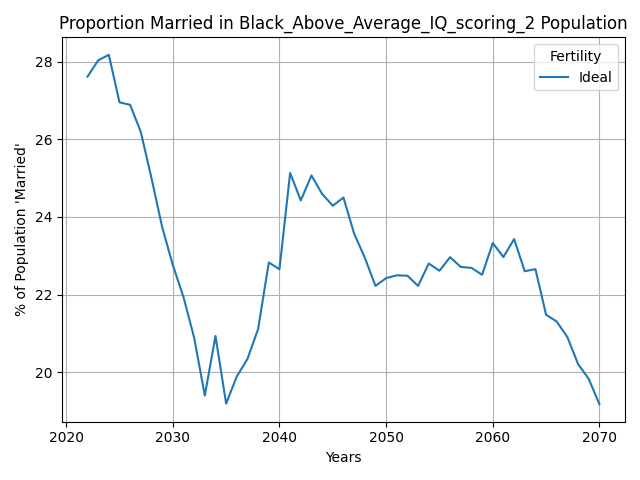 Proportion Married in Black_Above_Average_IQ_scoring_2 Population
% of Population 'Married'
28
26
24
22
20
Fertility
Ideal
2020 2030 2040 2050 2060 2070
Years